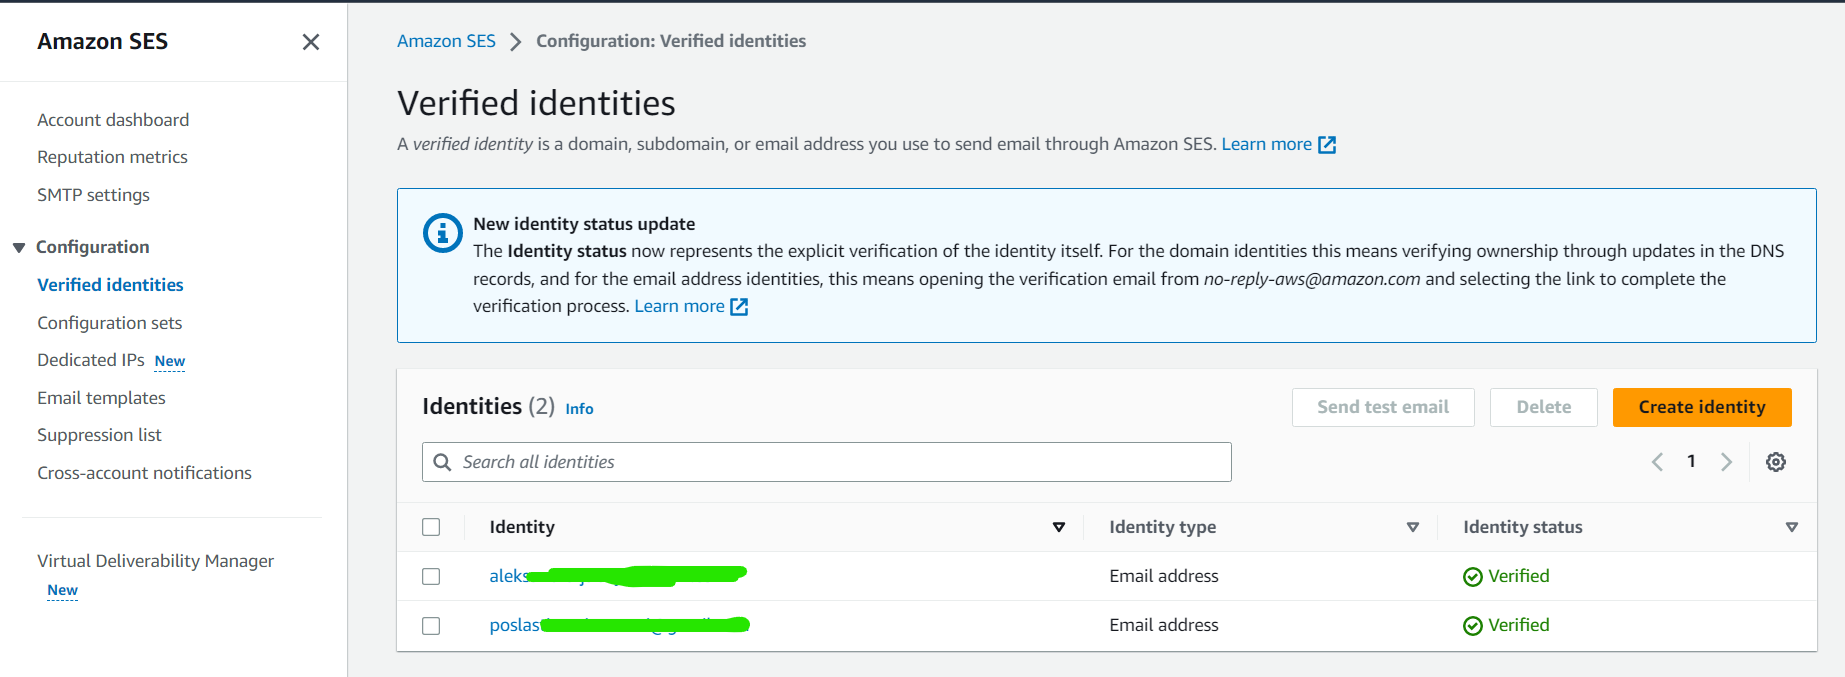 Amazon SES
Account dashboard
Reputation metrics
SMTP settings
Configuration
Verified identities
Configuration sets
Dedicated IPs New
Email templates
Suppression list
Cross-account notifications
Virtual Deliverability Manager
New
Amazon SES > Configuration: Verified identities
Verified identities
A verified identity is a domain, subdomain, or email address you use to send email through Amazon SES. Learn more
New identity status update
The Identity status now represents the explicit verification of the identity itself. For the domain identities this means verifying ownership through updates in the DNS
records, and for the email address identities, this means opening the verification email from no-reply-aws@amazon.com and selecting the link to complete the
verification process. Learn more
Identities (2) Info
Send test email Delete Create identity
Search all identities
1
Identity Identity type Identity status
aleks Email address Verified
poslas Email address Verified